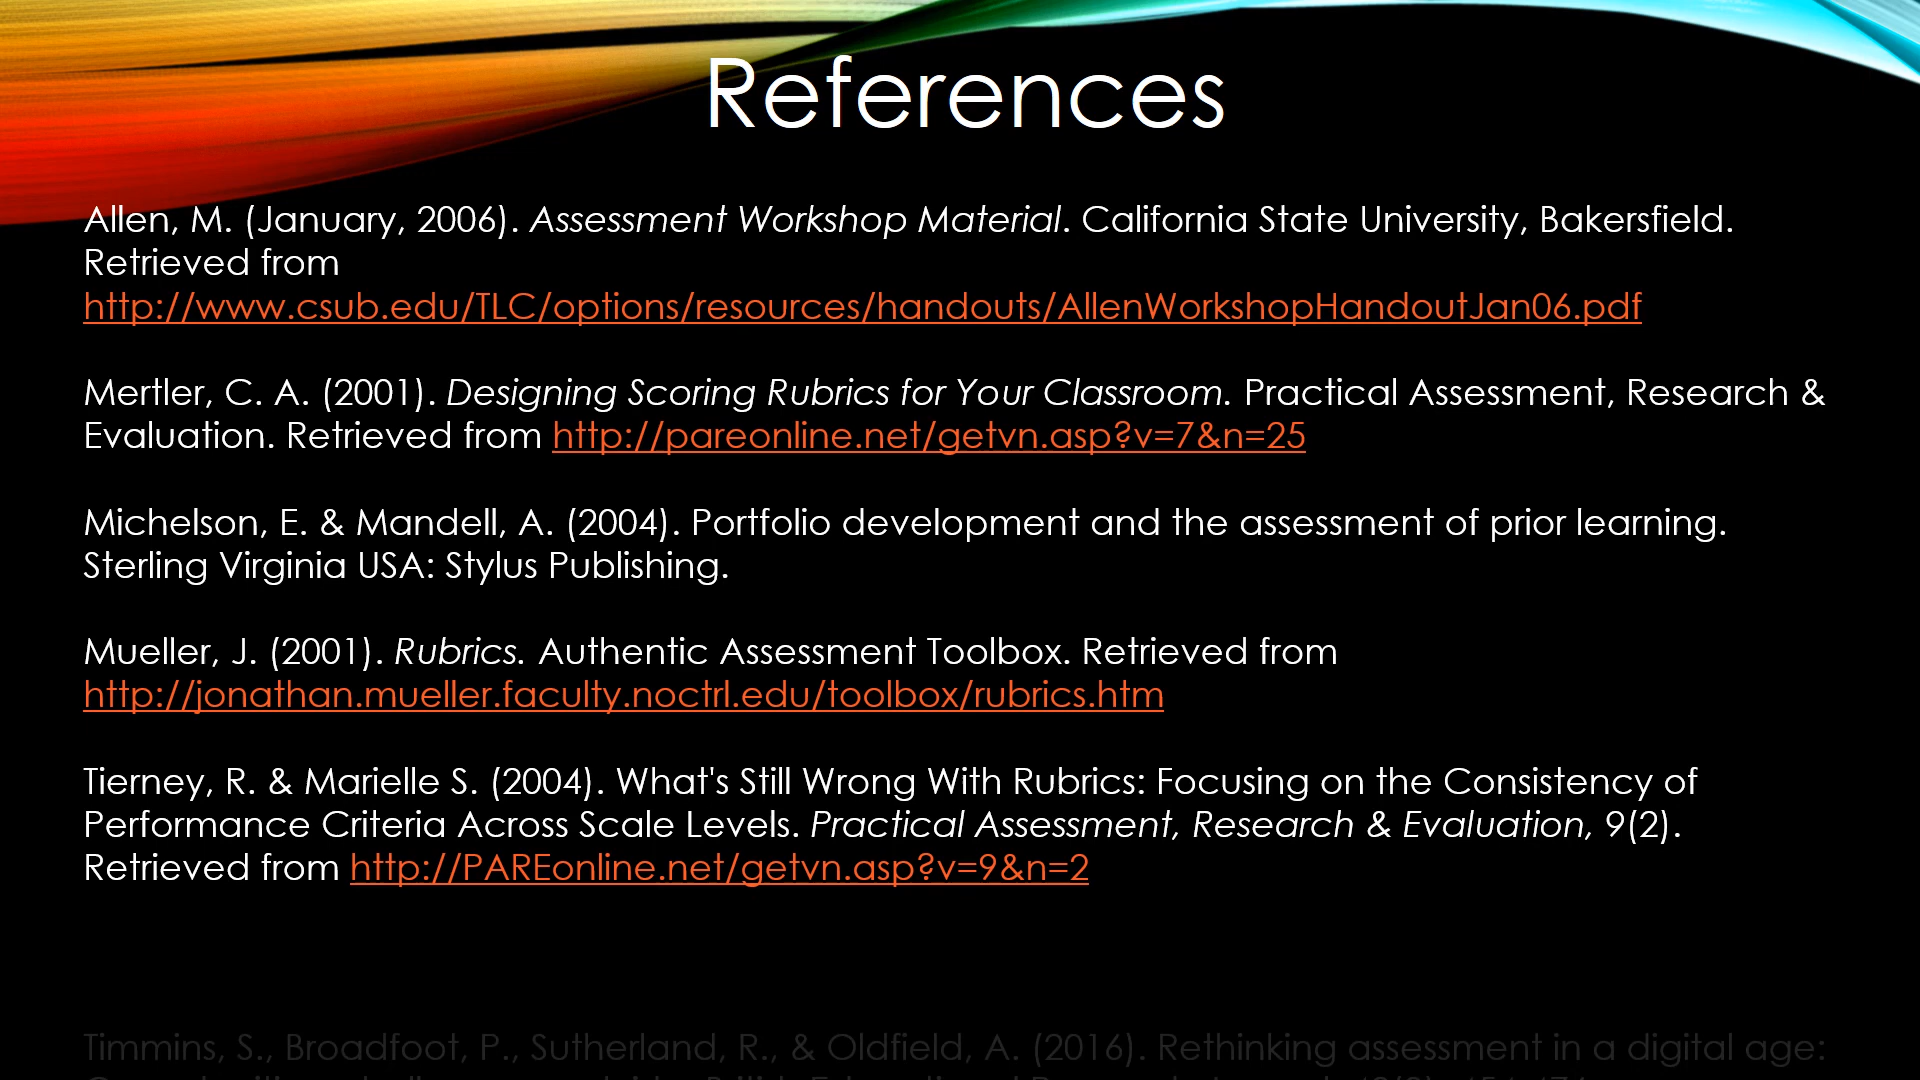 References
Allen, M. (January, 2006). Assessment Workshop Material. California State University, Bakersfield.
Retrieved from
http://www.csub.edu/TLC/options/resources/handouts/AllenWorkshopHandoutJan06.pdf
Mertler, C. A. (2001). Designing Scoring Rubrics for Your Classroom. Practical Assessment, Research &
Evaluation. Retrieved from http://pareonline.net/getvn.asp?v=7&n=25
Michelson, E. & Mandell, A. (2004). Portfolio development and the assessment of prior learning.
Sterling Virginia USA: Stylus Publishing.
Mueller, J. (2001). Rubrics. Authentic Assessment Toolbox. Retrieved from
http://jonathan.mueller.faculty.noctrl.edu/toolbox/rubrics.htm
Tierney, R. & Marielle S. (2004). What's Still Wrong With Rubrics: Focusing on the Consistency of
Performance Criteria Across Scale Levels. Practical Assessment, Research & Evaluation, 9(2).
Retrieved from http://PAREonline.net/getvn.asp?v=9&n=2
Timmins, S., Broadfoot, P., Sutherland, R., & Oldfield, A. (2016). Rethinking assessment in a digital age: